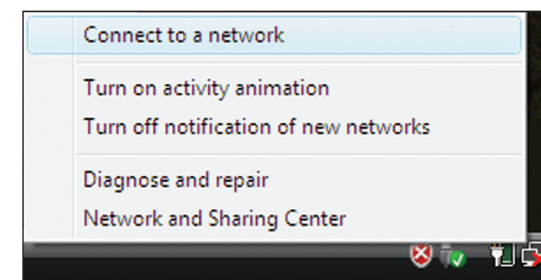 Connect to a network
Turn on activity animation
Turn off notification of new networks
Diagnose and repair
Network and Sharing Center